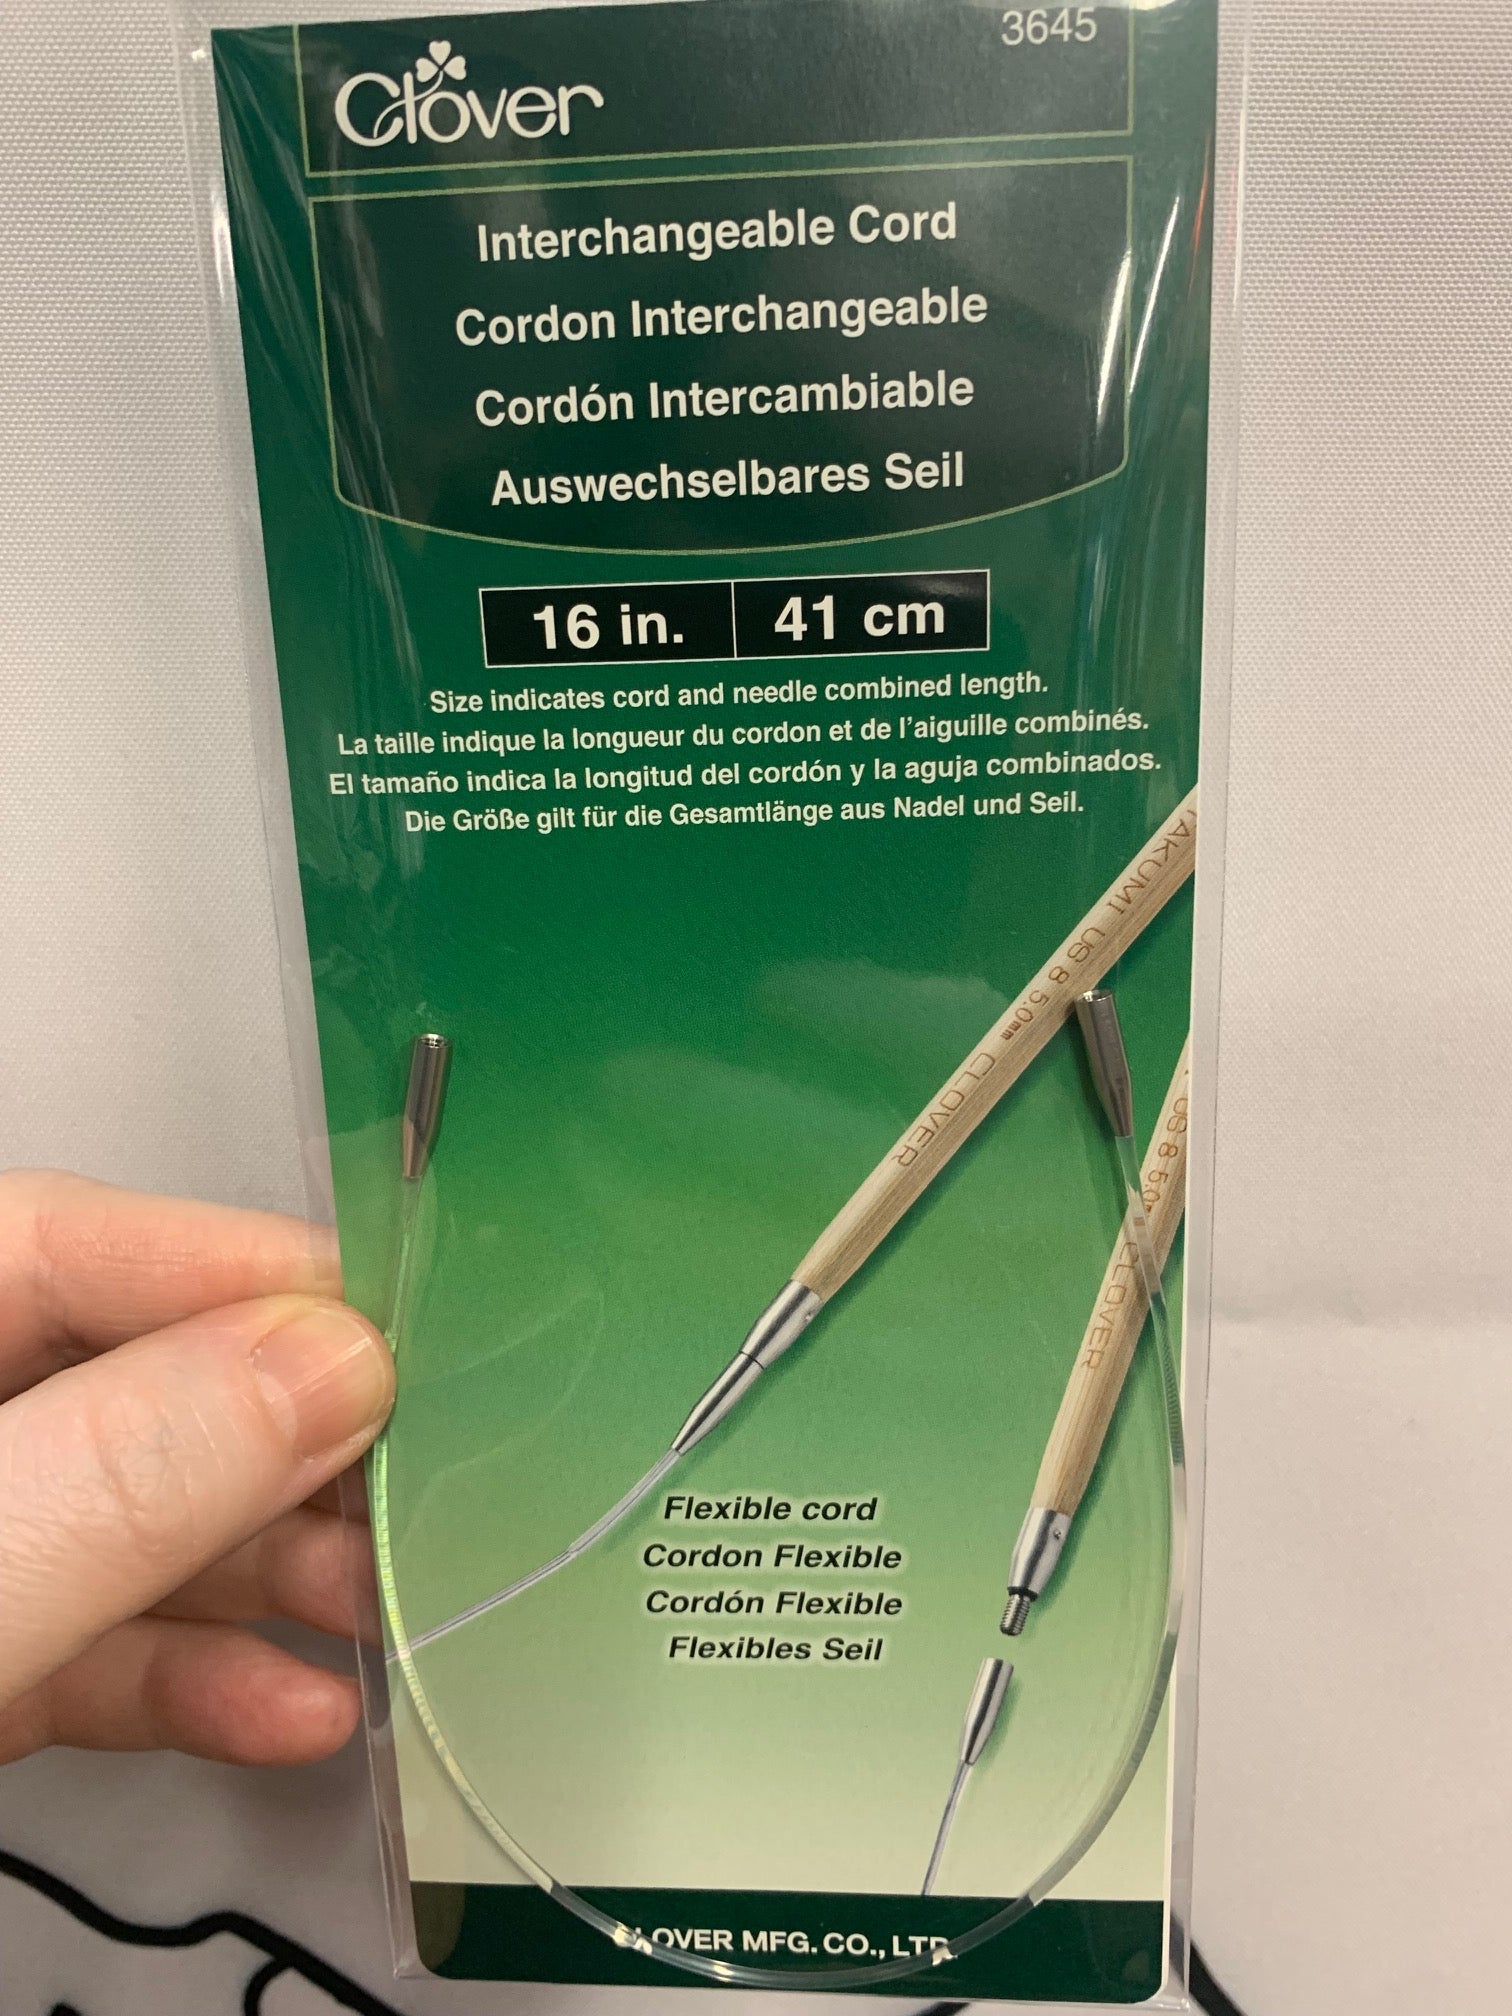 3645
Clover
Interchangeable Cord
Cordon Interchangeable
Cordón Intercambiable
Auswechselbares Seil
16 in. 41 cm
Size indicates cord and needle combined length.
La taille indique la longueur du cordon et de l'aiguille combinés.
El tamaño indica la longitud del cordón y la aguja combinados.
Die Größe gilt für die Gesamtlänge aus Nadel und Seil.
TAKUMI US 8 5.0mm CLOVER
US 8 5.0 CLOVER
Flexible cord
Cordon Flexible
Cordón Flexible
Flexibles Seil
CLOVER MFG. CO., LTD.